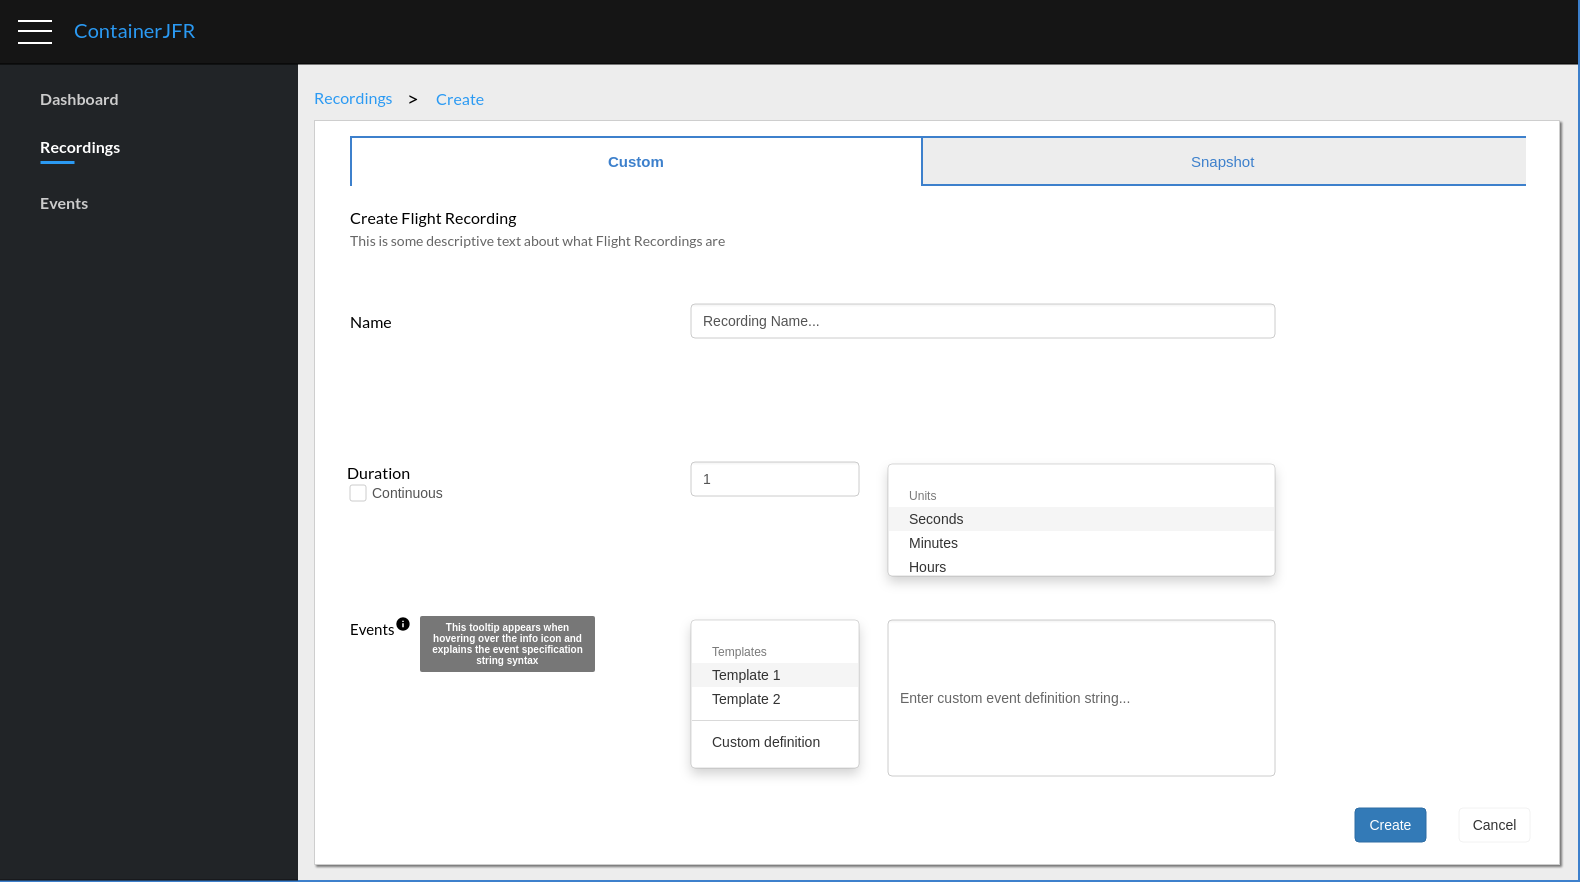 ContainerJFR
Dashboard
Recordings
Events
Recordings > Create
Custom
Snapshot
Create Flight Recording
This is some descriptive text about what Flight Recordings are
Name
Recording Name...
Duration
Continuous
1
Units
Seconds
Minutes
Hours
Events
This tooltip appears when
hovering over the info icon and
explains the event specification
string syntax
Templates
Template 1
Template 2
Custom definition
Enter custom event definition string...
Create
Cancel